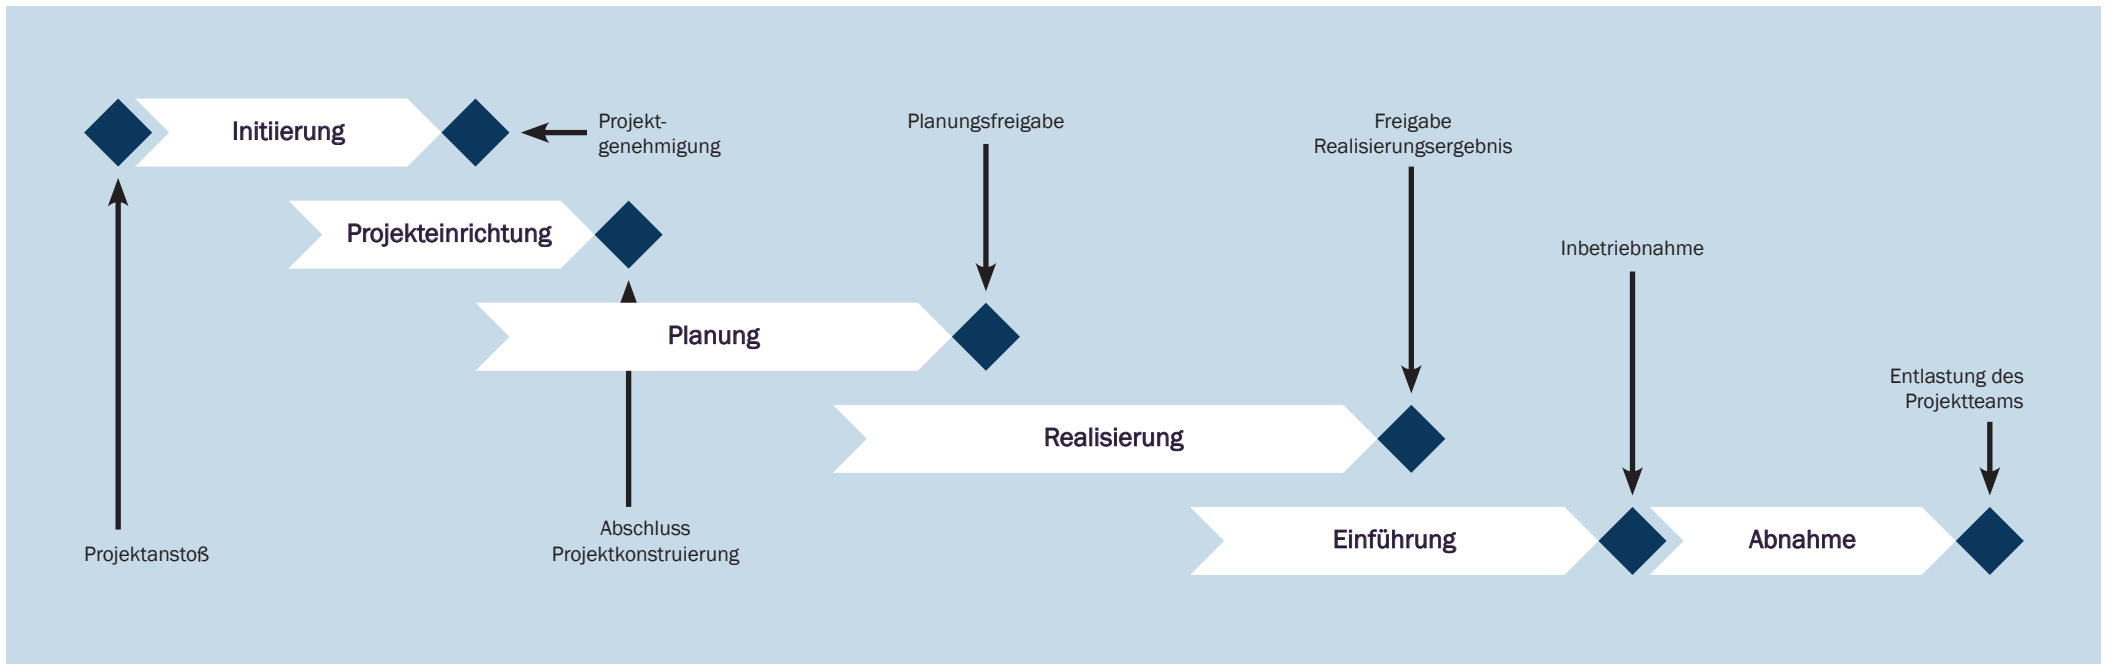 Initiierung
Projekt-
genehmigung
Planungsfreigabe
Freigabe
Realisierungsergebnis
Projekteinrichtung
Inbetriebnahme
Planung
Entlastung des
Projektteams
Realisierung
Einführung
Abnahme
Projektanstoß
Abschluss
Projektkonstruierung